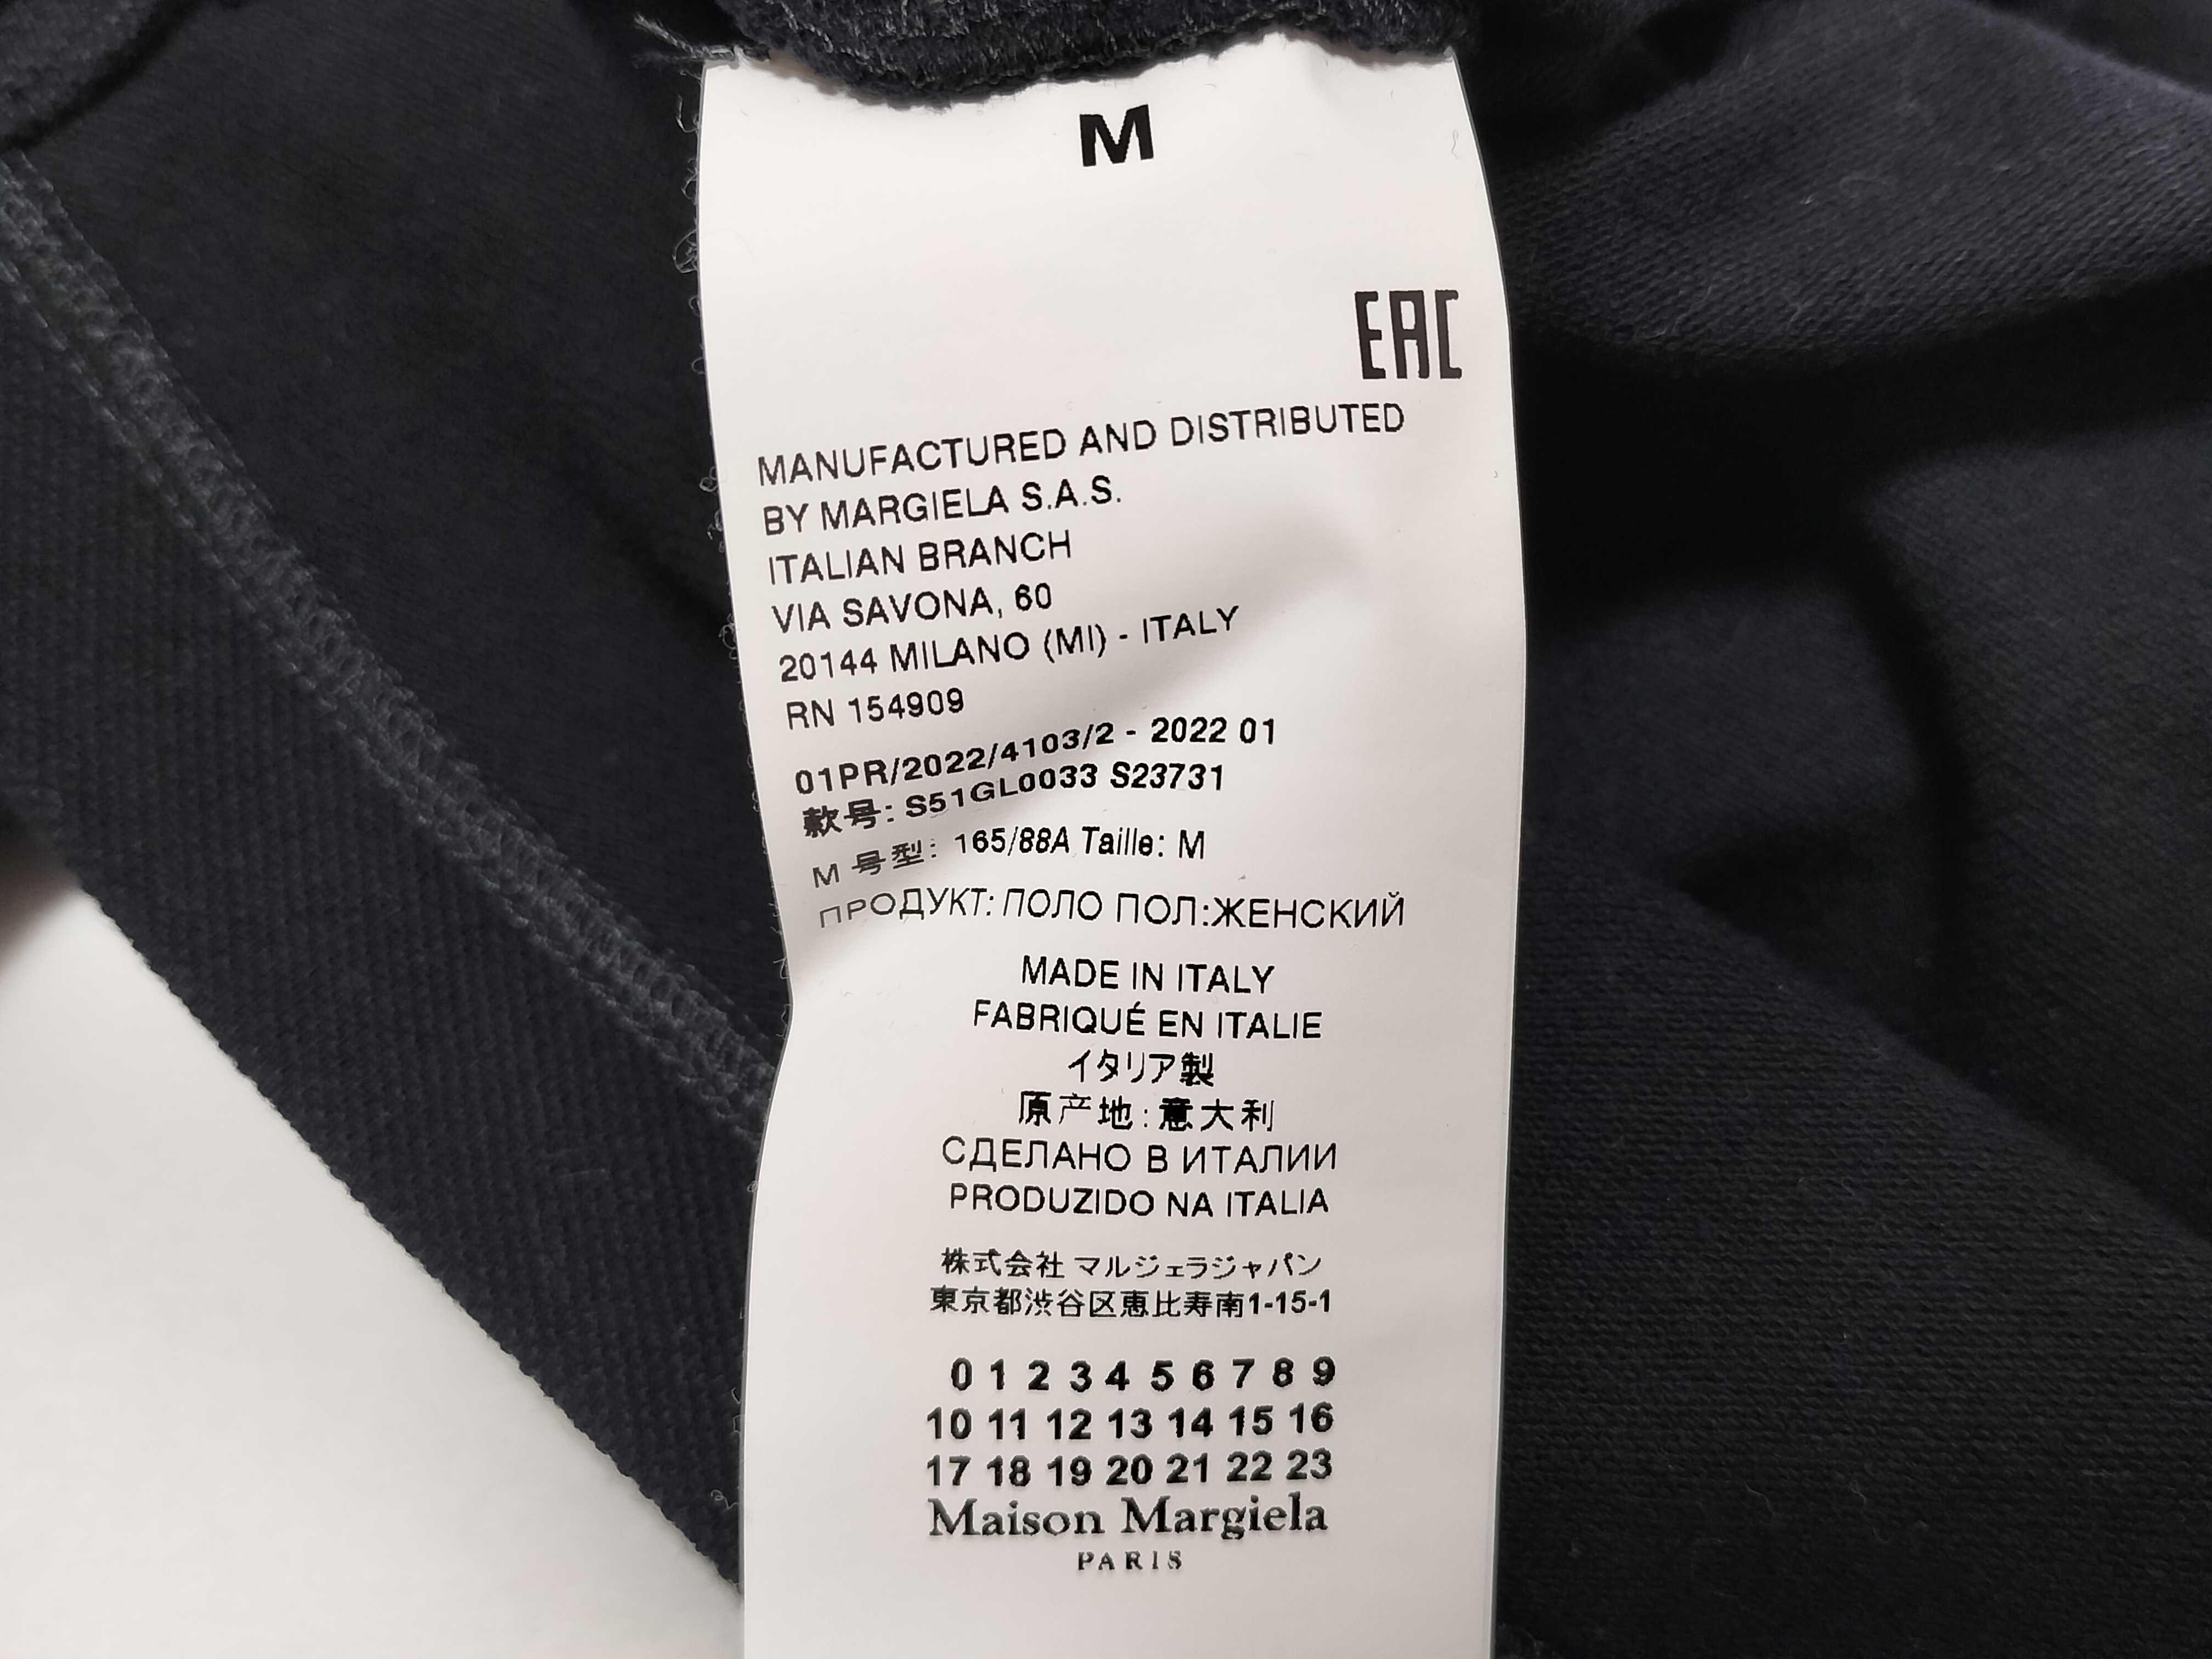 M
EAC
MANUFACTURED AND DISTRIBUTED
BY MARGIELA S.A.S.
ITALIAN BRANCH
VIA SAVONA, 60
20144 MILANO (MI) - ITALY
RN 154909
01PR/2022/4103/2 - 2022 01
款号: S51GL0033 S23731
M 号型: 165/88A Taille: M
ПРОДУКТ: ПОЛО ПОЛ:ЖЕНСКИЙ
MADE IN ITALY
FABRIQUÉ EN ITALIE
イタリア製
原产地: 意大利
СДЕЛАНО В ИТАЛИИ
PRODUZIDO NA ITALIA
株式会社 マルジェラジャパン
東京都渋谷区恵比寿南1-15-1
0 1 2 3 4 5 6 7 8 9
10 11 12 13 14 15 16
17 18 19 20 21 22 23
Maison Margiela
PARIS